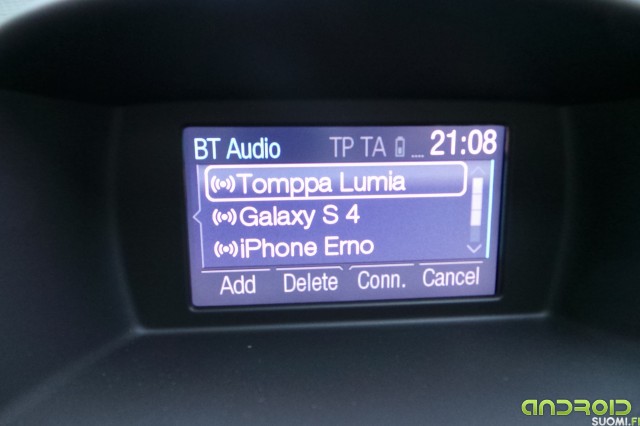 BT Audio TP TA .... 21:08
Tomppa Lumia
Galaxy S 4
iPhone Erno
Add Delete Conn. Cancel
ANDROID
SUOMI.FI